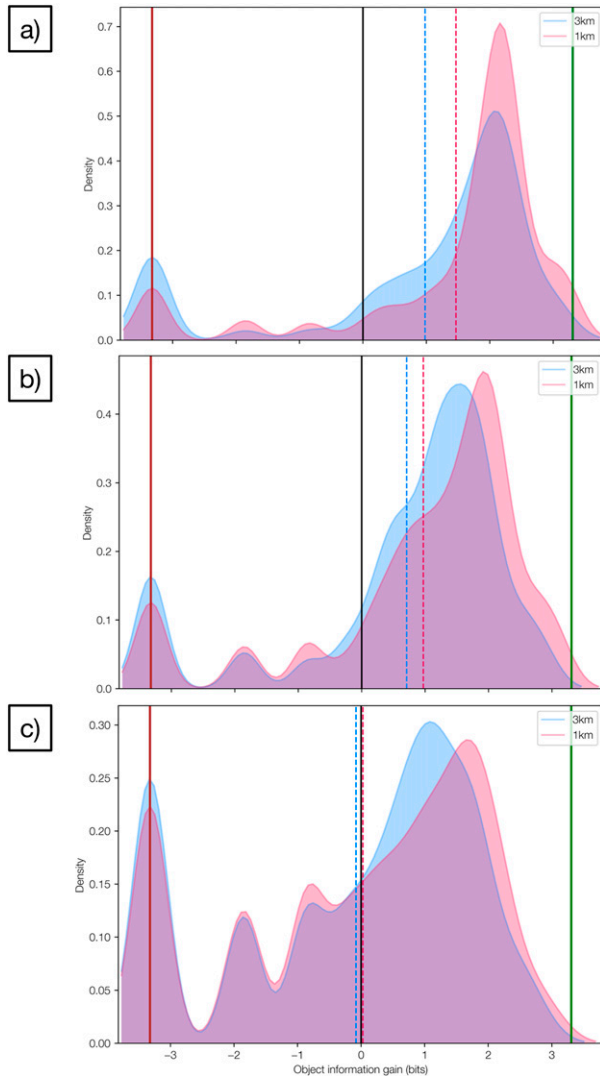 a)
0.7
0.6
0.5
0.4
0.3
0.2
0.1
0.0
Density
3km
1km
b)
0.4
0.3
0.2
0.1
0.0
Density
3km
1km
c)
0.30
0.25
0.20
0.15
0.10
0.05
0.00
Density
3km
1km
−3 −2 −1 0 1 2 3
Object information gain (bits)